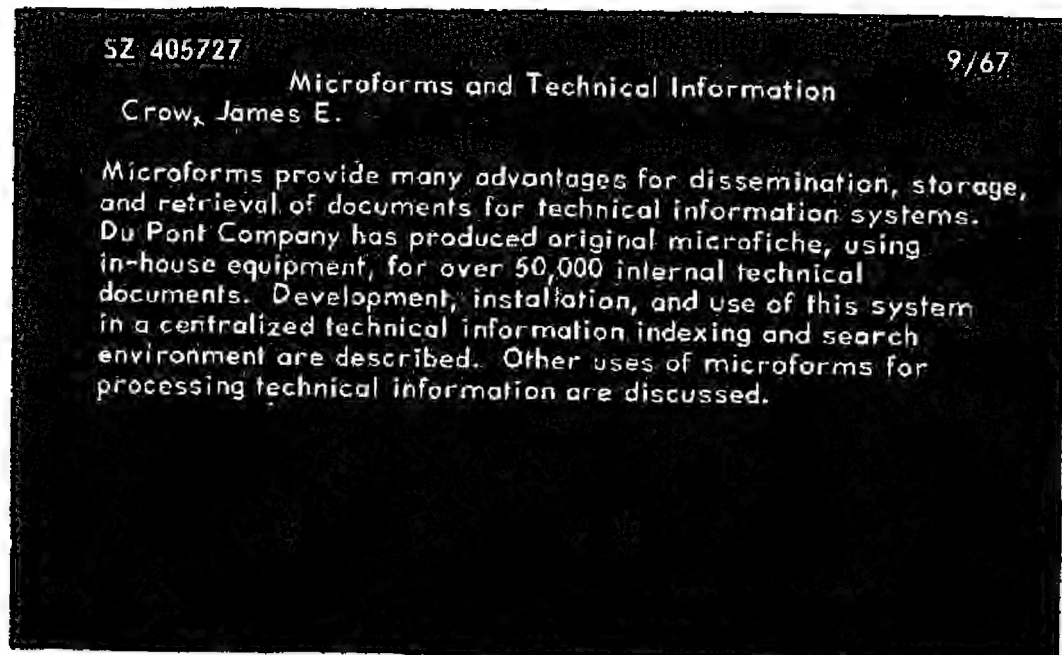 SZ 405727 9/67
Microforms and Technical Information
Crow, James E.
Microforms provide many advantages for dissemination, storage,
and retrieval of documents for technical information systems.
Du Pont Company has produced original microfiche, using
in-house equipment, for over 50,000 internal technical
documents. Development, installation, and use of this system
in a centralized technical information indexing and search
environment are described. Other uses of microforms for
processing technical information are discussed.